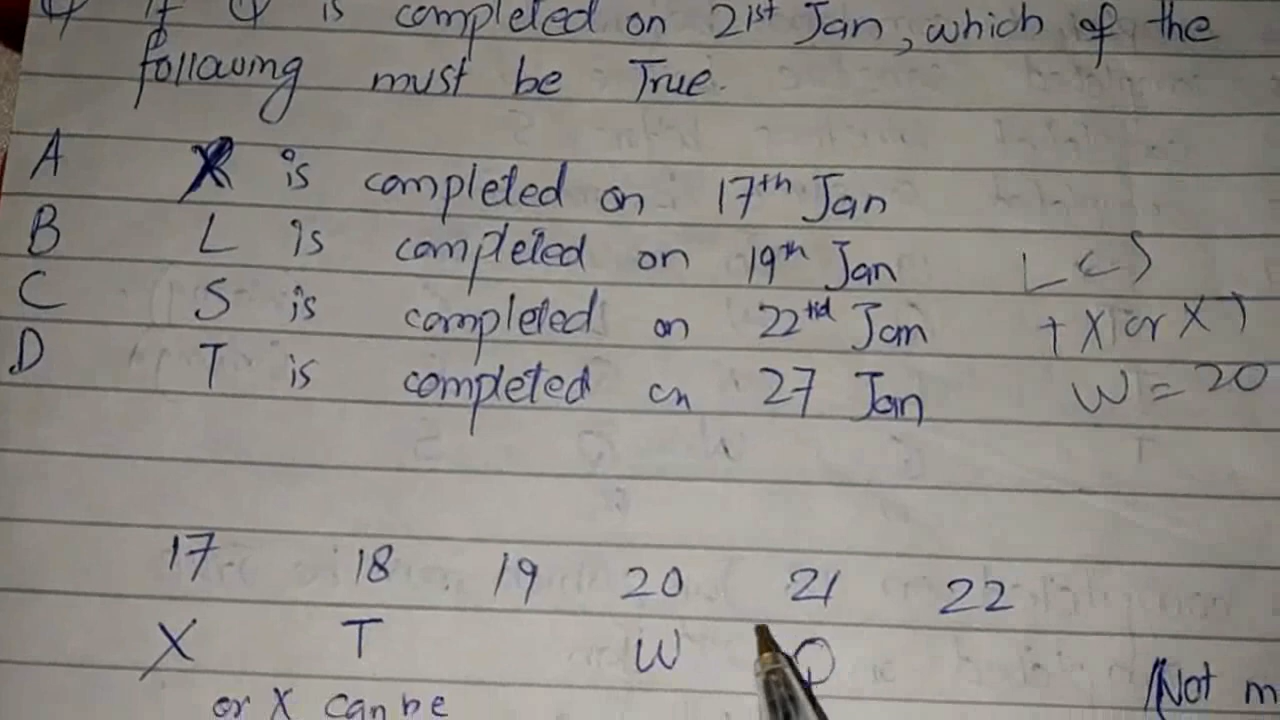 Q If Q is completed on 21st Jan, which of the
following must be True.
A X is completed on 17th Jan
B L is completed on 19th Jan L < S
C S is completed on 22nd Jan TX or XT
D T is completed on 27 Jan W = 20
17 18 19 20 21 22
X T W Q
or X can be (Not m